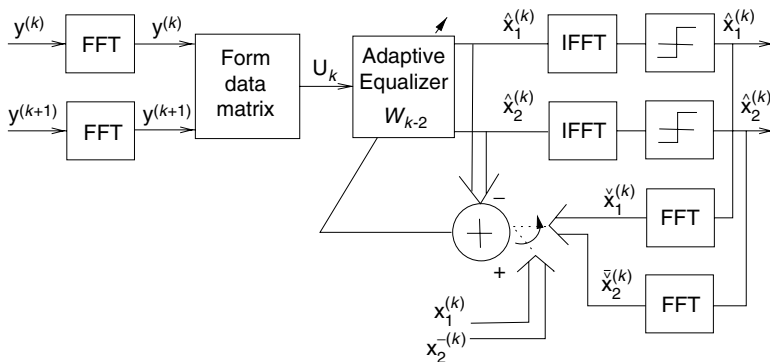 y^(k) FFT y^(k)
Form data matrix
U_k
Adaptive Equalizer W_{k-2}
x̂_1^(k) IFFT x̂_1^(k)
y^(k+1) FFT y^(k+1)
x̂_2^(k) IFFT x̂_2^(k)
−
+
+
x̌_1^(k) FFT
x̌̄_2^(k) FFT
x_1^(k)
x_2^{-(k)}